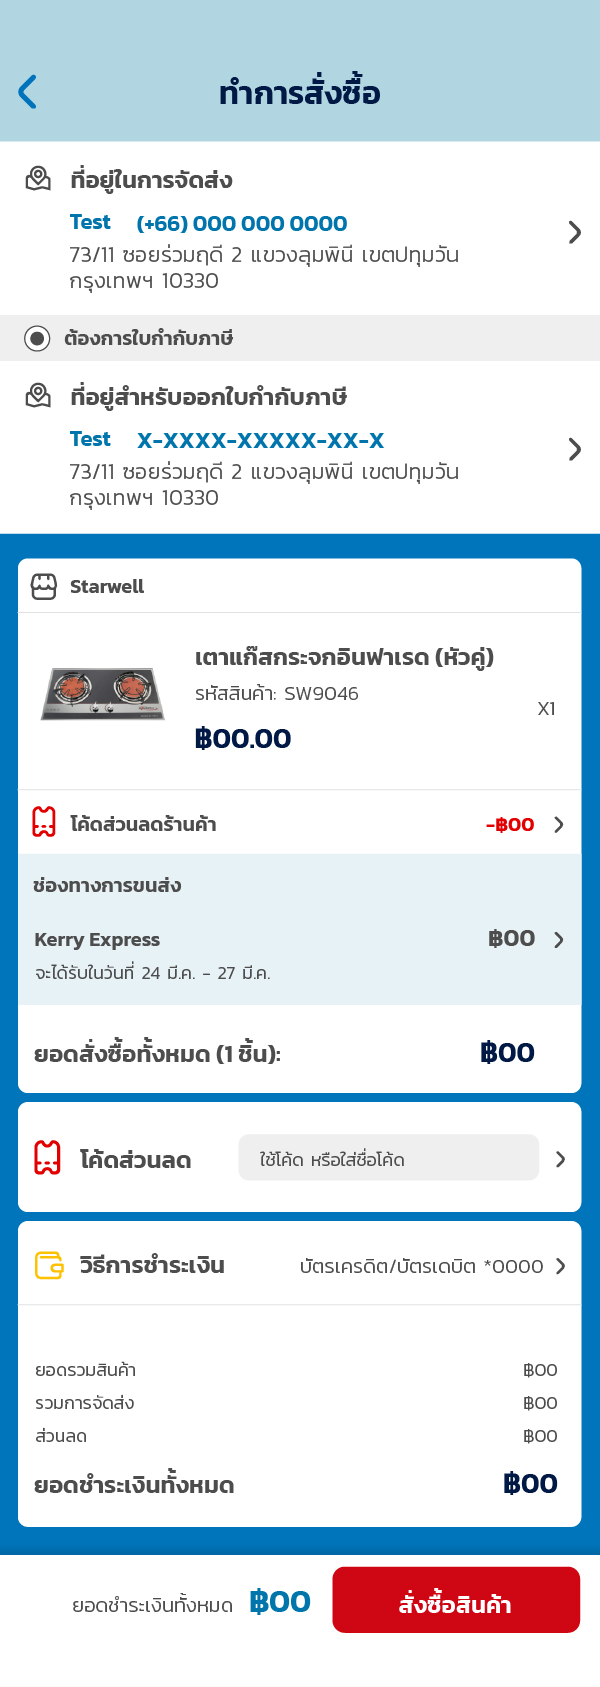 ทำการสั่งซื้อ
ที่อยู่ในการจัดส่ง
Test (+66) 000 000 0000
73/11 ซอยร่วมฤดี 2 แขวงลุมพินี เขตปทุมวัน
กรุงเทพฯ 10330
ต้องการใบกำกับภาษี
ที่อยู่สำหรับออกใบกำกับภาษี
Test X-XXXX-XXXXX-XX-X
73/11 ซอยร่วมฤดี 2 แขวงลุมพินี เขตปทุมวัน
กรุงเทพฯ 10330
Starwell
เตาแก๊สกระจกอินฟาเรด (หัวคู่)
รหัสสินค้า: SW9046
X1
฿00.00
โค้ดส่วนลดร้านค้า -฿00
ช่องทางการขนส่ง
Kerry Express ฿00
จะได้รับในวันที่ 24 มี.ค. - 27 มี.ค.
ยอดสั่งซื้อทั้งหมด (1 ชิ้น): ฿00
โค้ดส่วนลด ใช้โค้ด หรือใส่ชื่อโค้ด
วิธีการชำระเงิน บัตรเครดิต/บัตรเดบิต *0000
ยอดรวมสินค้า ฿00
รวมการจัดส่ง ฿00
ส่วนลด ฿00
ยอดชำระเงินทั้งหมด ฿00
ยอดชำระเงินทั้งหมด ฿00 สั่งซื้อสินค้า